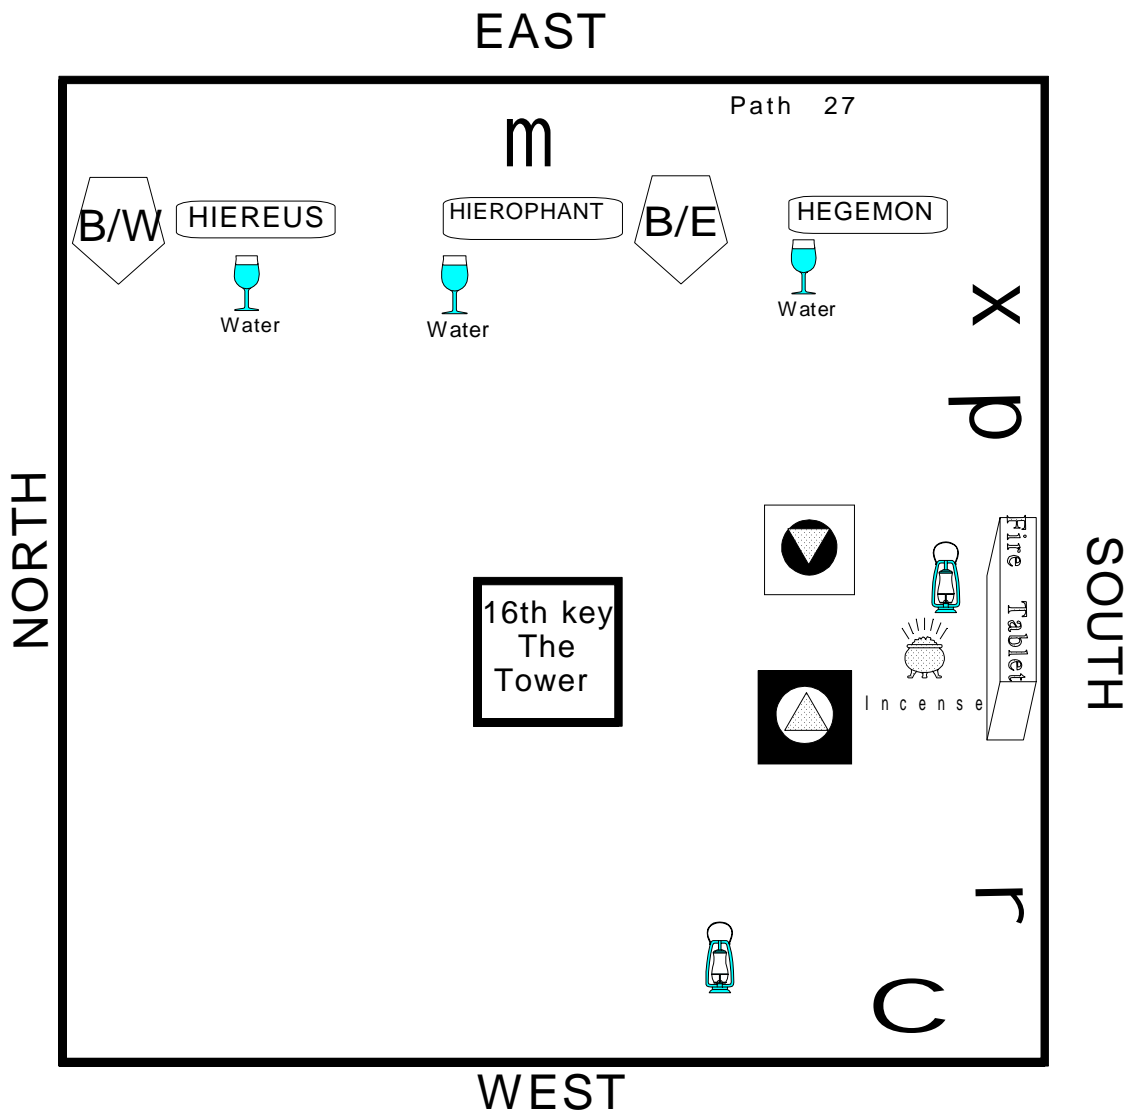 EAST
Path 27
m
B/W
HIEREUS
HIEROPHANT
B/E
HEGEMON
Water
Water
Water
x
p
NORTH
SOUTH
Fire Tablet
16th key
The
Tower
Incense
r
C
WEST